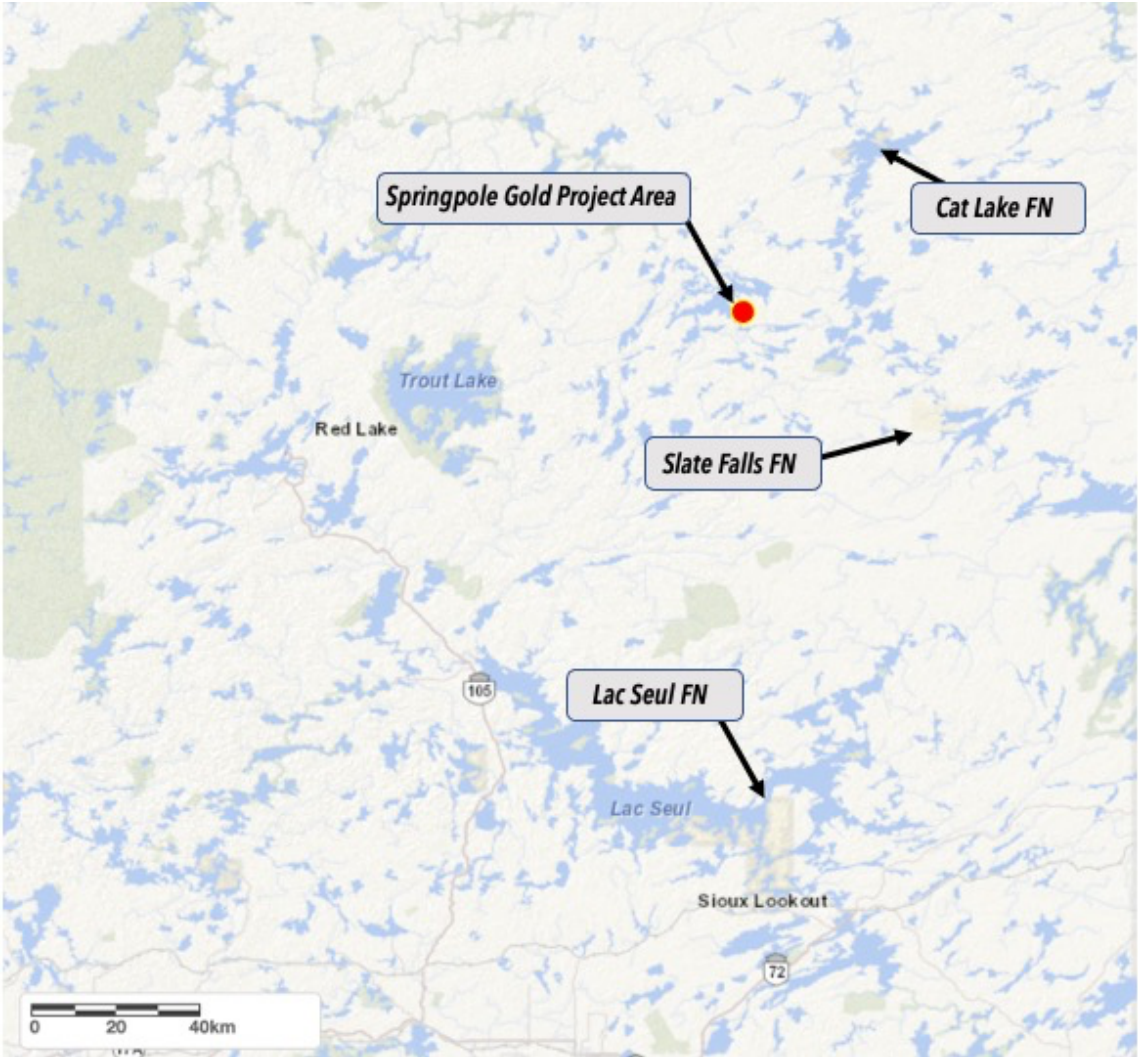 Springpole Gold Project Area
Cat Lake FN
Trout Lake
Red Lake
Slate Falls FN
105
Lac Seul FN
Lac Seul
Sioux Lookout
72
0 20 40km